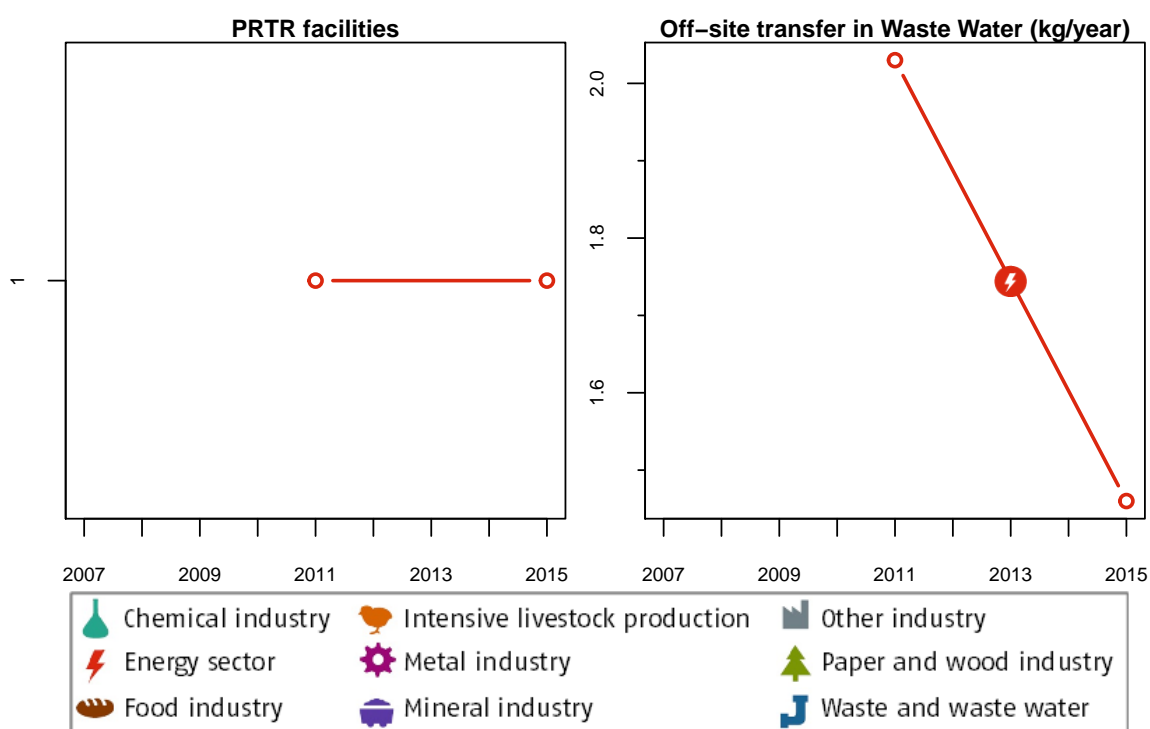 PRTR facilities
1
2007 2009 2011 2013 2015
Off−site transfer in Waste Water (kg/year)
2.0
1.8
1.6
2007 2009 2011 2013 2015
Chemical industry Intensive livestock production Other industry
Energy sector Metal industry Paper and wood industry
Food industry Mineral industry Waste and waste water